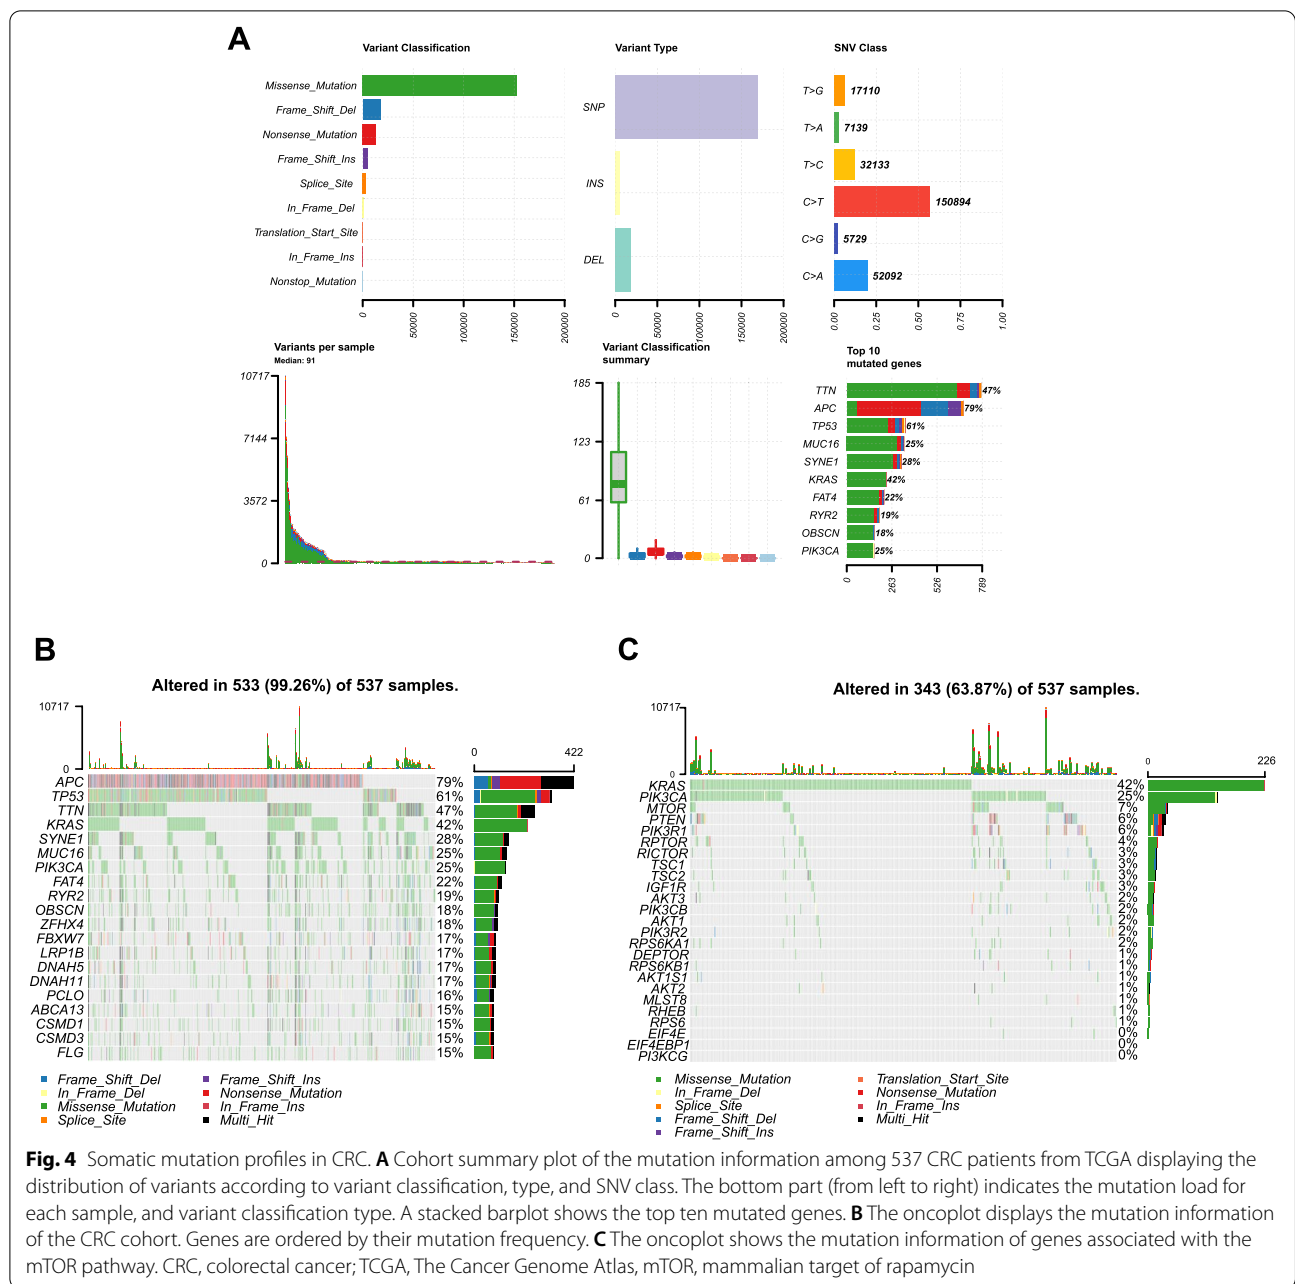 A
Variant Classification
Missense_Mutation
Frame_Shift_Del
Nonsense_Mutation
Frame_Shift_Ins
Splice_Site
In_Frame_Del
Translation_Start_Site
In_Frame_Ins
Nonstop_Mutation
0
50000
100000
150000
200000
Variant Type
SNP
INS
DEL
0
50000
100000
150000
200000
SNV Class
T>G 17110
T>A 7139
T>C 32133
C>T 150894
C>G 5729
C>A 52092
0.00
0.25
0.50
0.75
1.00
Variants per sample
Median: 91
10717
7144
3572
0
Variant Classification
summary
185
123
61
0
Top 10
mutated genes
TTN 47%
APC 79%
TP53 61%
MUC16 25%
SYNE1 28%
KRAS 42%
FAT4 22%
RYR2 19%
OBSCN 18%
PIK3CA 25%
0
263
526
789
B
Altered in 533 (99.26%) of 537 samples.
10717
0
0 422
APC 79%
TP53 61%
TTN 47%
KRAS 42%
SYNE1 28%
MUC16 25%
PIK3CA 25%
FAT4 22%
RYR2 19%
OBSCN 18%
ZFHX4 18%
FBXW7 17%
LRP1B 17%
DNAH5 17%
DNAH11 17%
PCLO 16%
ABCA13 15%
CSMD1 15%
CSMD3 15%
FLG 15%
Frame_Shift_Del
In_Frame_Del
Missense_Mutation
Splice_Site
Frame_Shift_Ins
Nonsense_Mutation
In_Frame_Ins
Multi_Hit
C
Altered in 343 (63.87%) of 537 samples.
10717
0
0 226
KRAS 42%
PIK3CA 25%
MTOR 7%
PTEN 6%
PIK3R1 6%
RPTOR 4%
RICTOR 3%
TSC1 3%
TSC2 3%
IGF1R 3%
AKT3 2%
PIK3CB 2%
AKT1 2%
PIK3R2 2%
RPS6KA1 2%
DEPTOR 1%
RPS6KB1 1%
AKT1S1 1%
AKT2 1%
MLST8 1%
RHEB 1%
RPS6 1%
EIF4E 0%
EIF4EBP1 0%
PI3KCG 0%
Missense_Mutation
In_Frame_Del
Splice_Site
Frame_Shift_Del
Frame_Shift_Ins
Translation_Start_Site
Nonsense_Mutation
In_Frame_Ins
Multi_Hit
Fig. 4 Somatic mutation profiles in CRC. A Cohort summary plot of the mutation information among 537 CRC patients from TCGA displaying the
distribution of variants according to variant classification, type, and SNV class. The bottom part (from left to right) indicates the mutation load for
each sample, and variant classification type. A stacked barplot shows the top ten mutated genes. B The oncoplot displays the mutation information
of the CRC cohort. Genes are ordered by their mutation frequency. C The oncoplot shows the mutation information of genes associated with the
mTOR pathway. CRC, colorectal cancer; TCGA, The Cancer Genome Atlas, mTOR, mammalian target of rapamycin